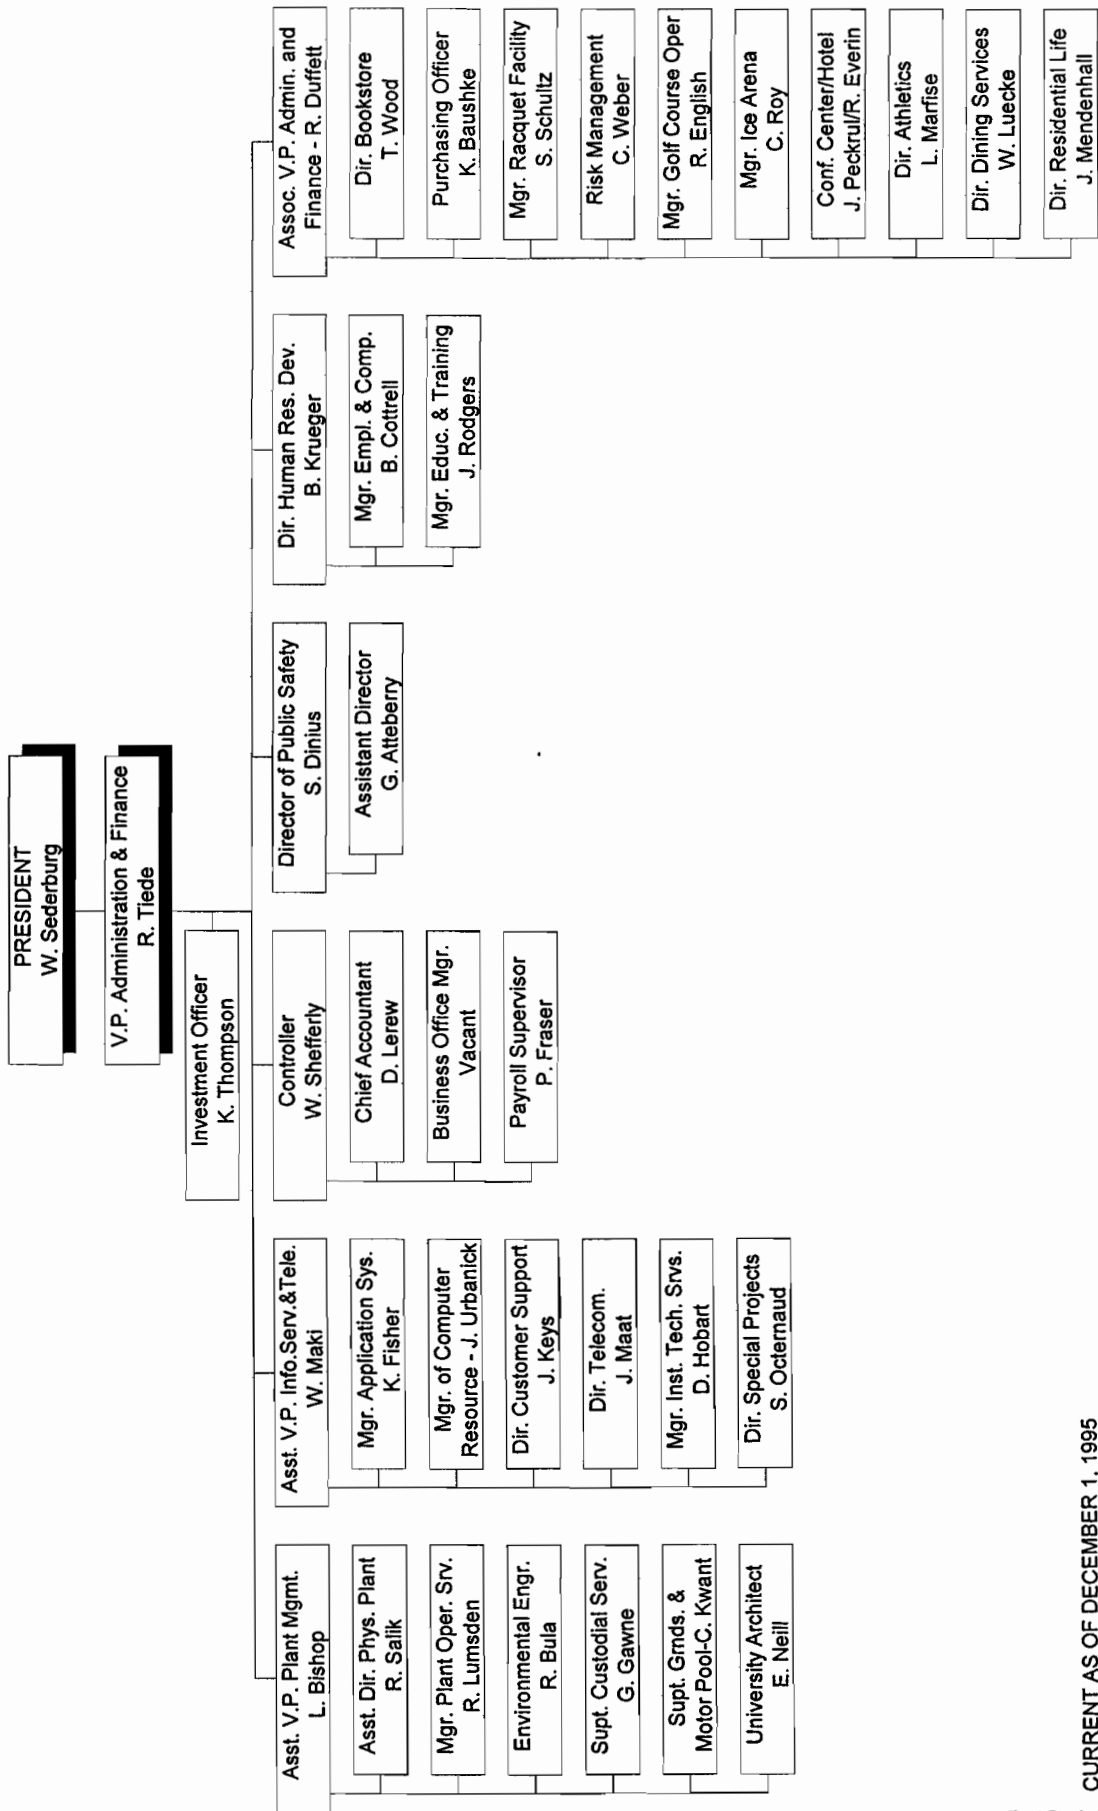 PRESIDENT
W. Sederburg
V.P. Administration & Finance
R. Tiede
Investment Officer
K. Thompson
Asst. V.P. Plant Mgmt.
L. Bishop
Asst. Dir. Phys. Plant
R. Salik
Mgr. Plant Oper. Srv.
R. Lumsden
Environmental Engr.
R. Bula
Supt. Custodial Serv.
G. Gawne
Supt. Grnds. &
Motor Pool-C. Kwant
University Architect
E. Neill
Asst. V.P. Info.Serv.&Tele.
W. Maki
Mgr. Application Sys.
K. Fisher
Mgr. of Computer
Resource - J. Urbanick
Dir. Customer Support
J. Keys
Dir. Telecom.
J. Maat
Mgr. Inst. Tech. Srvs.
D. Hobart
Dir. Special Projects
S. Octernaud
Controller
W. Shefferly
Chief Accountant
D. Lerew
Business Office Mgr.
Vacant
Payroll Supervisor
P. Fraser
Director of Public Safety
S. Dinius
Assistant Director
G. Atteberry
Dir. Human Res. Dev.
B. Krueger
Mgr. Empl. & Comp.
B. Cottrell
Mgr. Educ. & Training
J. Rodgers
Assoc. V.P. Admin. and
Finance - R. Duffett
Dir. Bookstore
T. Wood
Purchasing Officer
K. Baushke
Mgr. Racquet Facility
S. Schultz
Risk Management
C. Weber
Mgr. Golf Course Oper
R. English
Mgr. Ice Arena
C. Roy
Conf. Center/Hotel
J. Peckrul/R. Everin
Dir. Athletics
L. Marfise
Dir. Dining Services
W. Luecke
Dir. Residential Life
J. Mendenhall
CURRENT AS OF DECEMBER 1, 1995